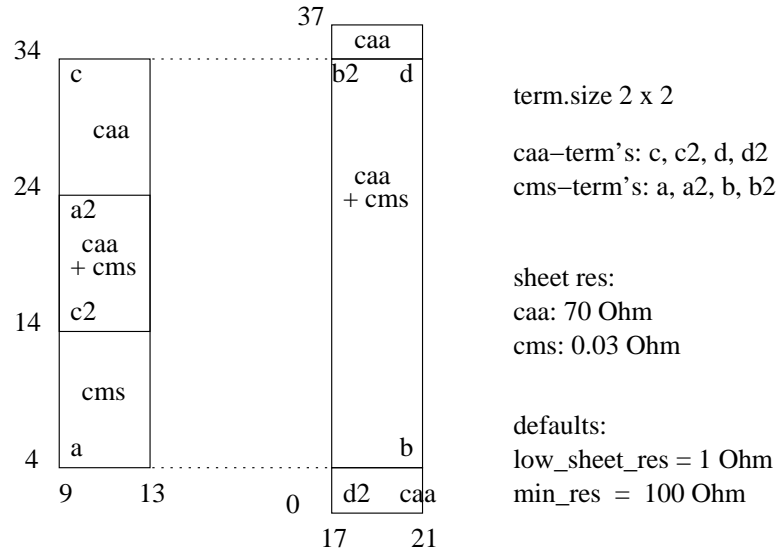 37
caa
34
c
b2 d
caa
term.size 2 x 2
caa–term's: c, c2, d, d2
cms–term's: a, a2, b, b2
24
a2
caa
+ cms
caa
+ cms
c2
14
sheet res:
caa: 70 Ohm
cms: 0.03 Ohm
cms
a
b
4
defaults:
low_sheet_res = 1 Ohm
min_res = 100 Ohm
9 13
0
d2 caa
17 21